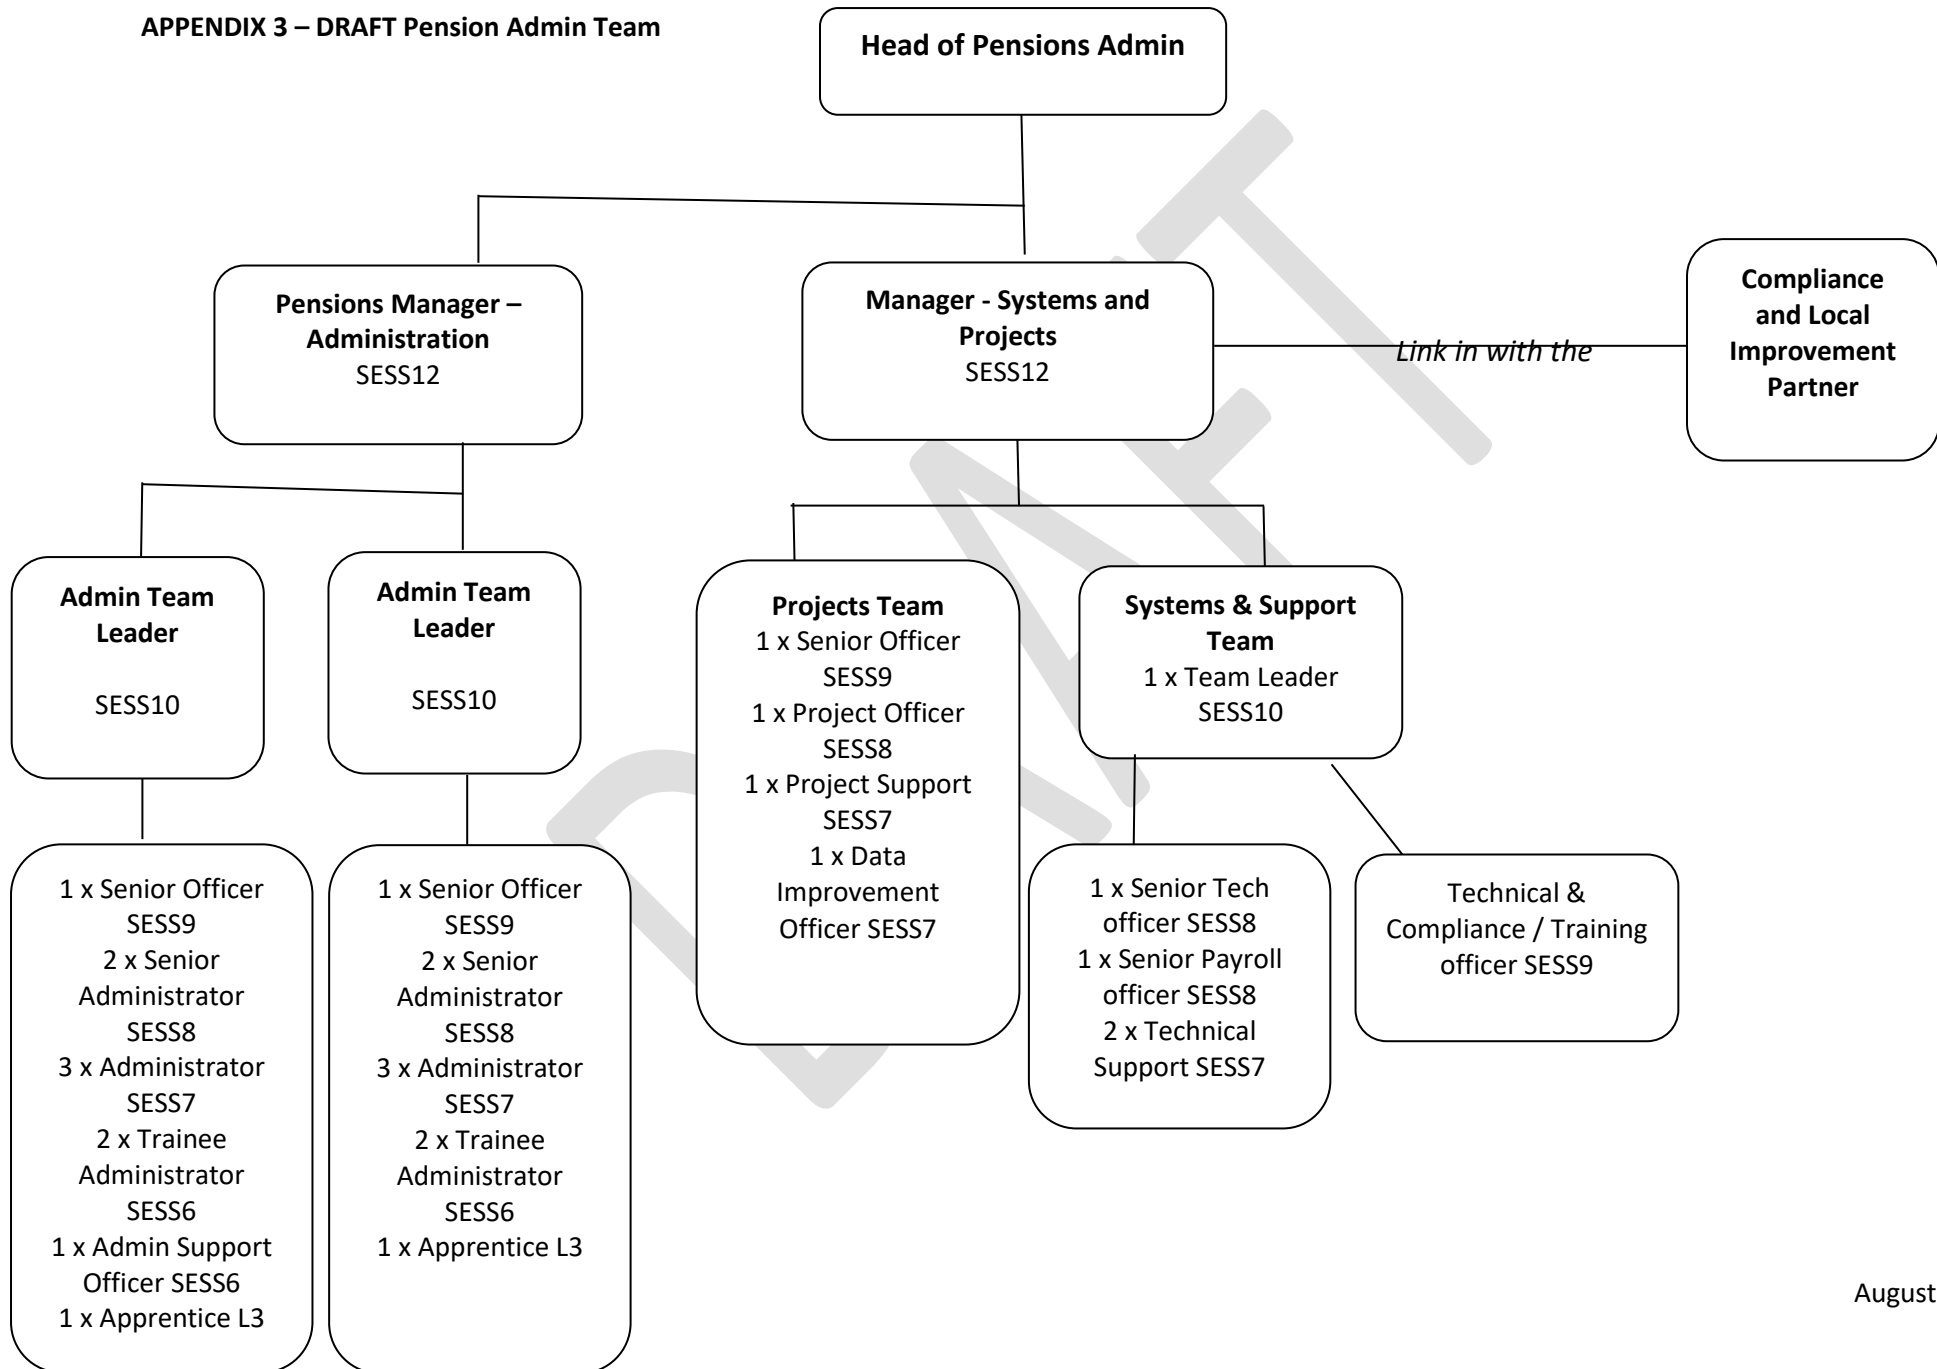 APPENDIX 3 – DRAFT Pension Admin Team
Head of Pensions Admin
Pensions Manager –
Administration
SESS12
Manager - Systems and
Projects
SESS12
Link in with the
Compliance
and Local
Improvement
Partner
Admin Team
Leader
SESS10
Admin Team
Leader
SESS10
Projects Team
1 x Senior Officer
SESS9
1 x Project Officer
SESS8
1 x Project Support
SESS7
1 x Data
Improvement
Officer SESS7
Systems & Support
Team
1 x Team Leader
SESS10
1 x Senior Officer
SESS9
2 x Senior
Administrator
SESS8
3 x Administrator
SESS7
2 x Trainee
Administrator
SESS6
1 x Admin Support
Officer SESS6
1 x Apprentice L3
1 x Senior Officer
SESS9
2 x Senior
Administrator
SESS8
3 x Administrator
SESS7
2 x Trainee
Administrator
SESS6
1 x Apprentice L3
1 x Senior Tech
officer SESS8
1 x Senior Payroll
officer SESS8
2 x Technical
Support SESS7
Technical &
Compliance / Training
officer SESS9
August
DRAFT